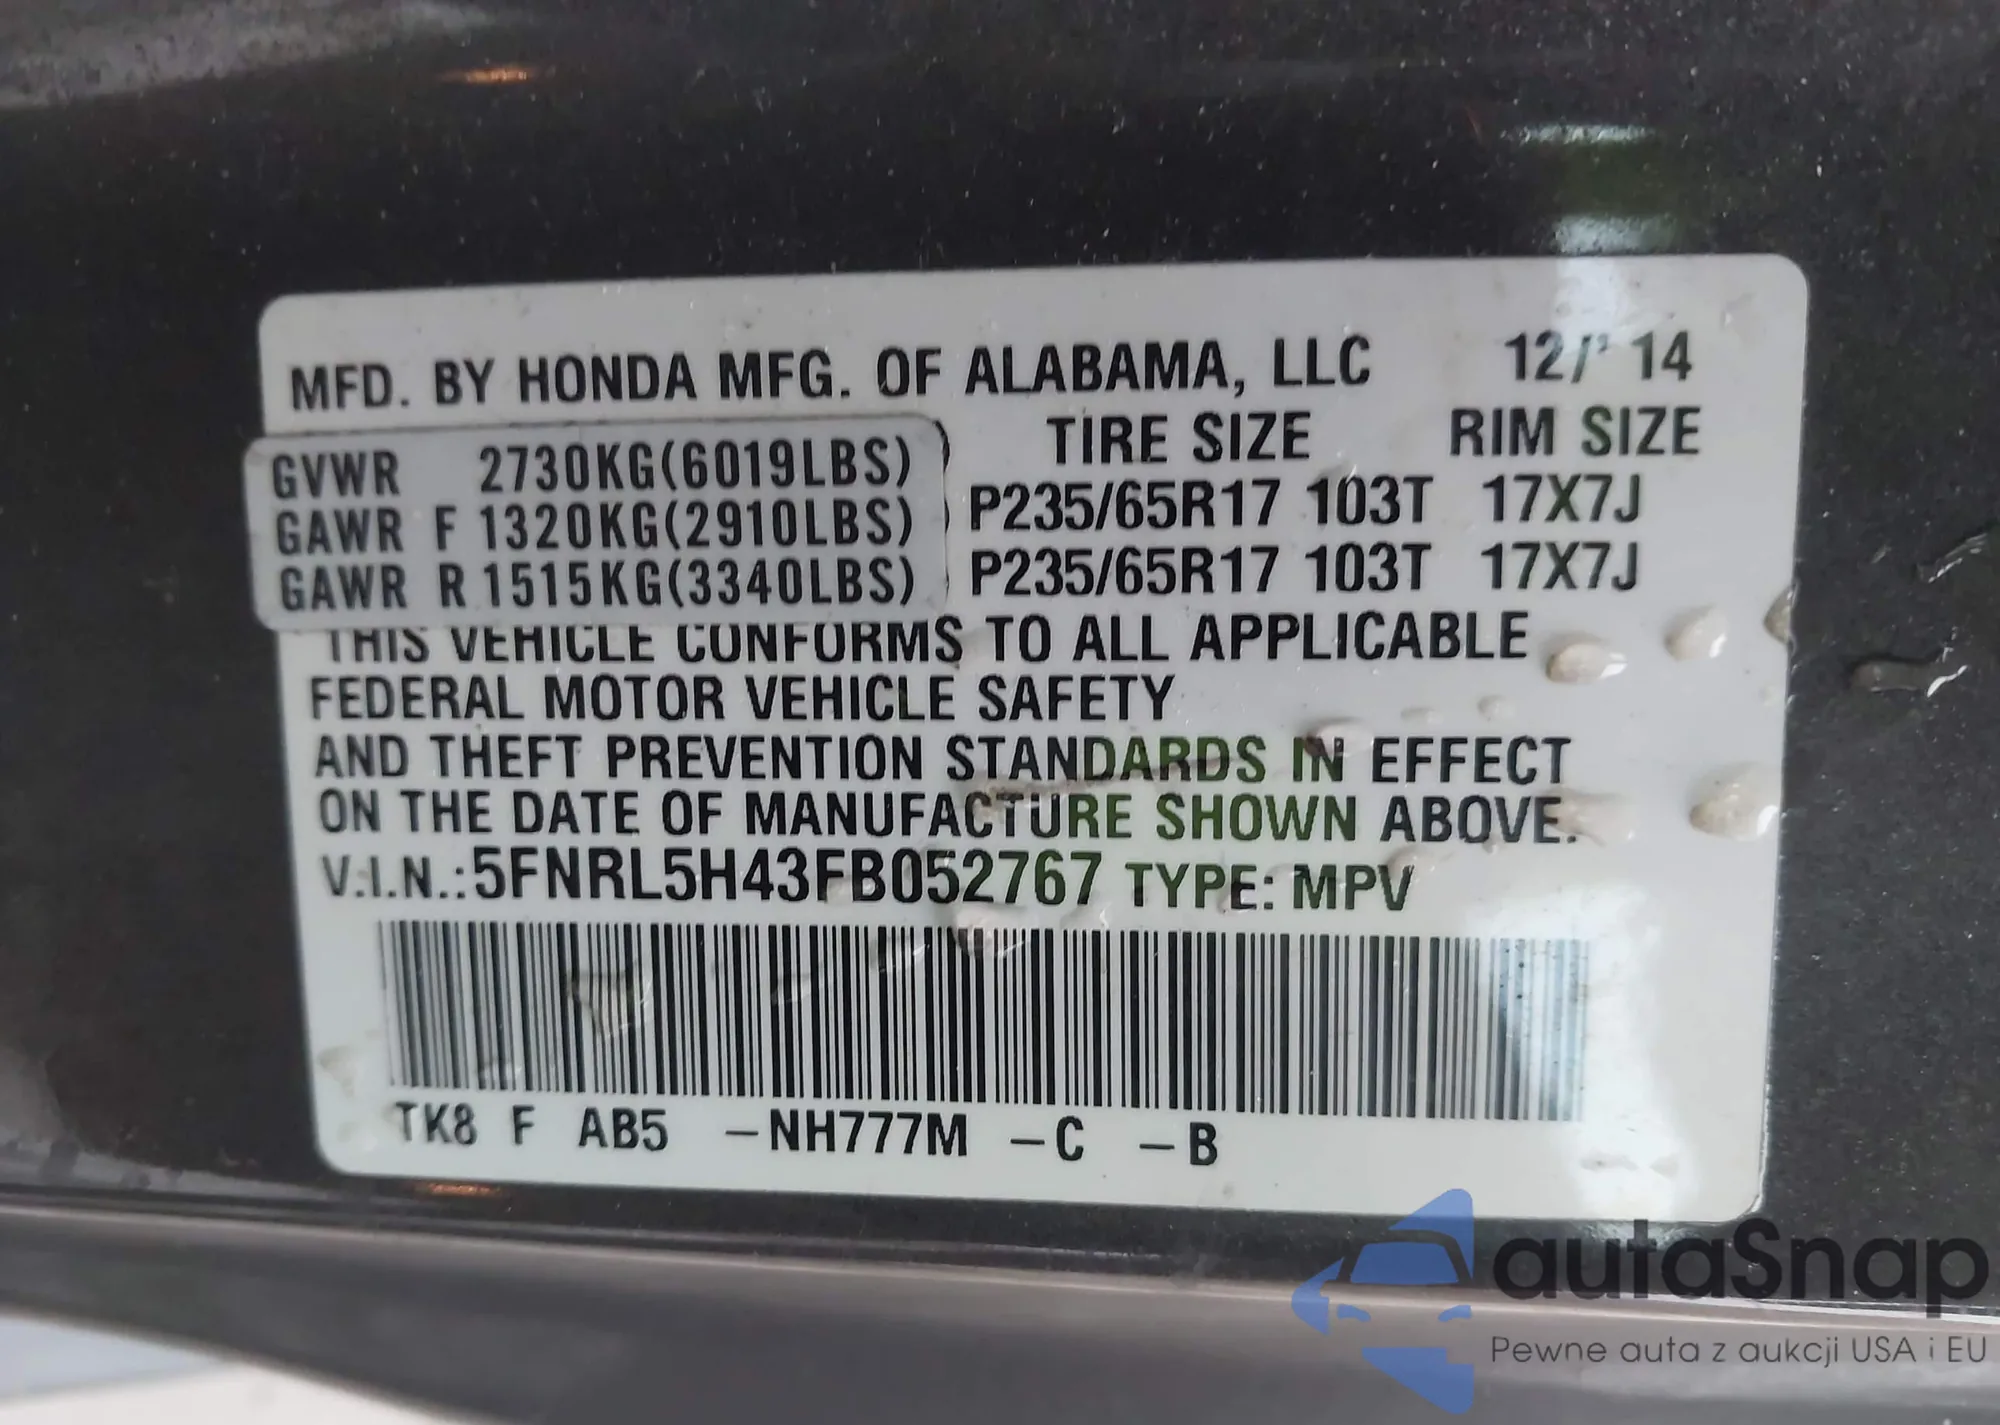 MFD. BY HONDA MFG. OF ALABAMA, LLC 12/' 14
TIRE SIZE RIM SIZE
GVWR 2730KG(6019LBS)
GAWR F 1320KG(2910LBS) P235/65R17 103T 17X7J
GAWR R 1515KG(3340LBS) P235/65R17 103T 17X7J
THIS VEHICLE CONFORMS TO ALL APPLICABLE
FEDERAL MOTOR VEHICLE SAFETY
AND THEFT PREVENTION STANDARDS IN EFFECT
ON THE DATE OF MANUFACTURE SHOWN ABOVE.
V.I.N.:5FNRL5H43FB052767 TYPE: MPV
TK8 F AB5 -NH777M -C -B
autaSnap
Pewne auta z aukcji USA i EU